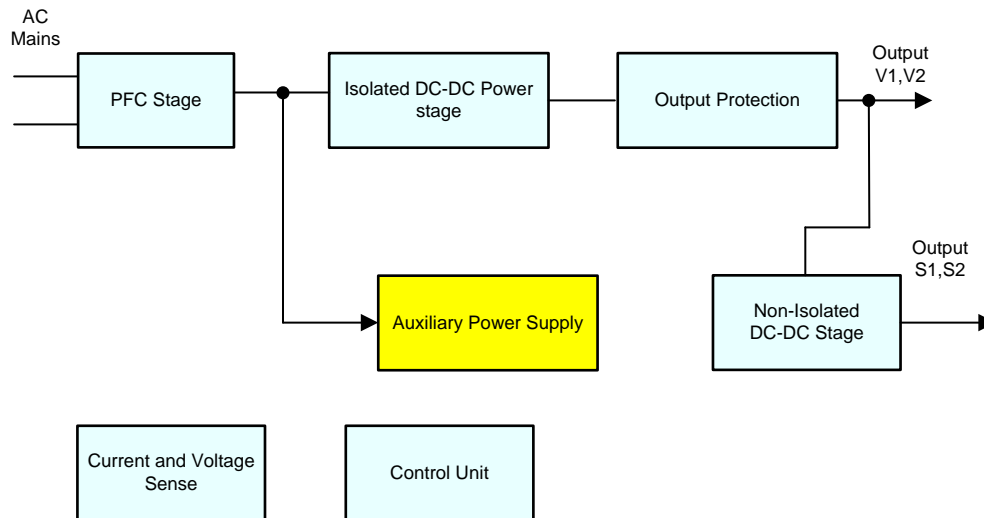 AC
Mains
PFC Stage
Isolated DC-DC Power
stage
Output Protection
Output
V1,V2
Auxiliary Power Supply
Non-Isolated
DC-DC Stage
Output
S1,S2
Current and Voltage
Sense
Control Unit